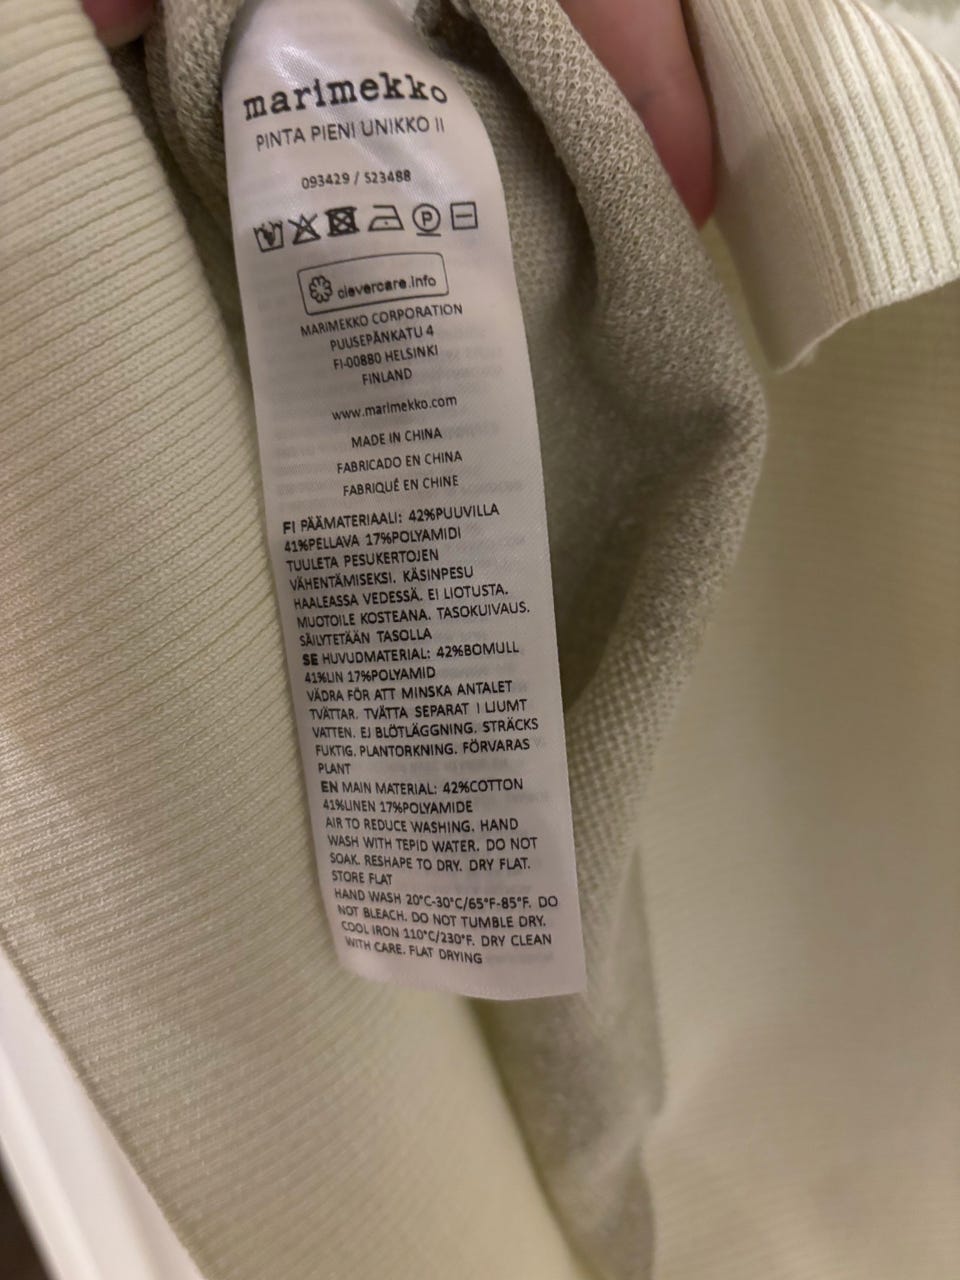 marimekko
PINTA PIENI UNIKKO II
093429 / 523488
P
clevercare.info
MARIMEKKO CORPORATION
PUUSEPÄNKATU 4
FI-00880 HELSINKI
FINLAND
www.marimekko.com
MADE IN CHINA
FABRICADO EN CHINA
FABRIQUÉ EN CHINE
FI PÄÄMATERIAALI: 42%PUUVILLA
41%PELLAVA 17%POLYAMIDI
TUULETA PESUKERTOJEN
VÄHENTÄMISEKSI. KÄSINPESU
HAALEASSA VEDESSÄ. EI LIOTUSTA.
MUOTOILE KOSTEANA. TASOKUIVAUS.
SÄILYTETÄÄN TASOLLA
SE HUVUDMATERIAL: 42%BOMULL
41%LIN 17%POLYAMID
VÄDRA FÖR ATT MINSKA ANTALET
TVÄTTAR. TVÄTTA SEPARAT I LJUMT
VATTEN. EJ BLÖTLÄGGNING. STRÄCKS
FUKTIG. PLANTORKNING. FÖRVARAS
PLANT
EN MAIN MATERIAL: 42%COTTON
41%LINEN 17%POLYAMIDE
AIR TO REDUCE WASHING. HAND
WASH WITH TEPID WATER. DO NOT
SOAK. RESHAPE TO DRY. DRY FLAT.
STORE FLAT
HAND WASH 20°C-30°C/65°F-85°F. DO
NOT BLEACH. DO NOT TUMBLE DRY.
COOL IRON 110°C/230°F. DRY CLEAN
WITH CARE. FLAT DRYING